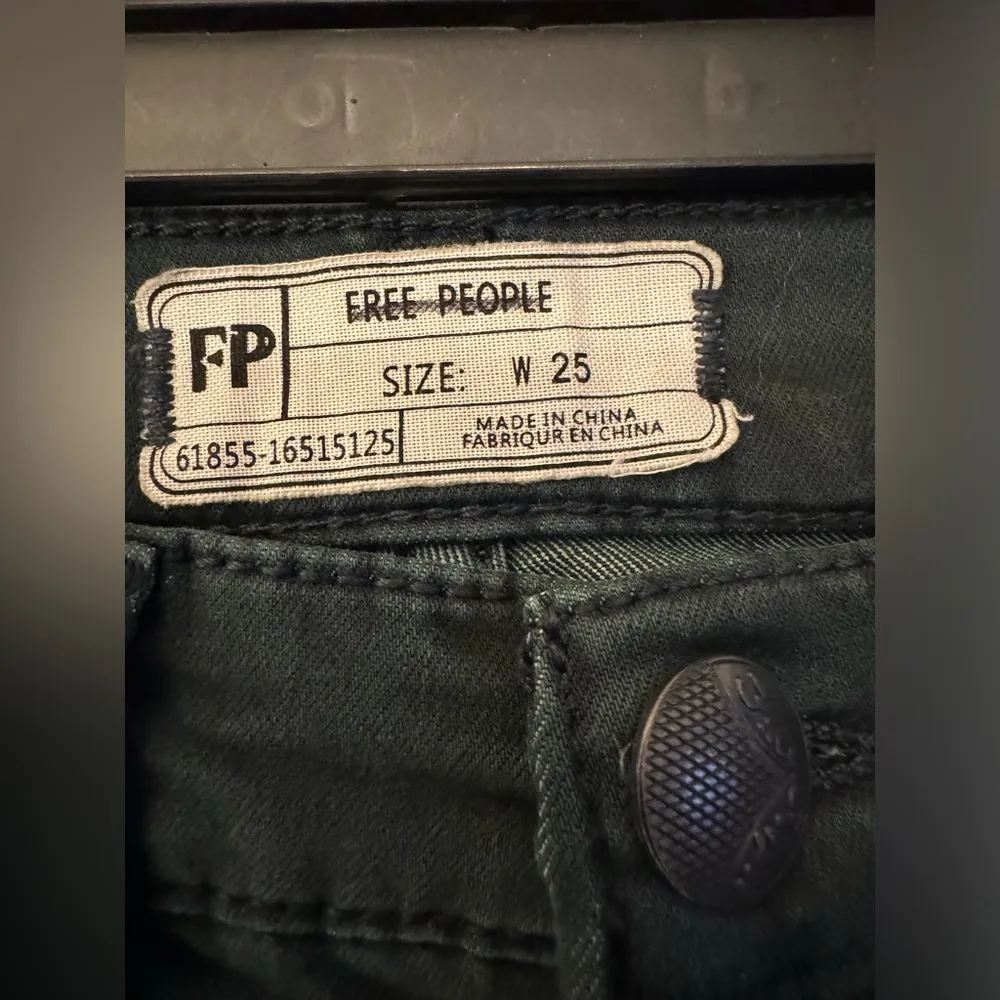 FP
FREE PEOPLE
SIZE: W 25
61855-16515125
MADE IN CHINA
FABRIQUR EN CHINA